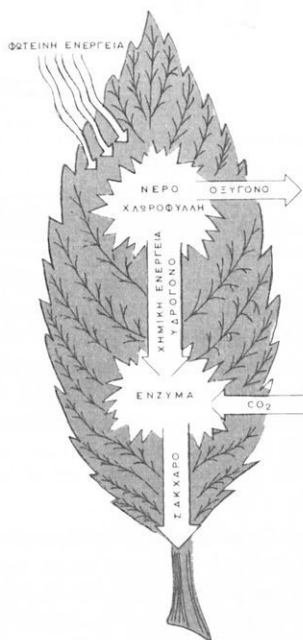 ΦΩΤΕΙΝΗ ΕΝΕΡΓΕΙΑ
ΝΕΡΟ
ΟΞΥΓΟΝΟ
ΧΛΩΡΟΦΥΛΛΗ
ΧΗΜΙΚΗ ΕΝΕΡΓΕΙΑ
ΥΔΡΟΓΟΝΟ
ΕΝΖΥΜΑ
CO₂
ΣΑΚΧΑΡΟ